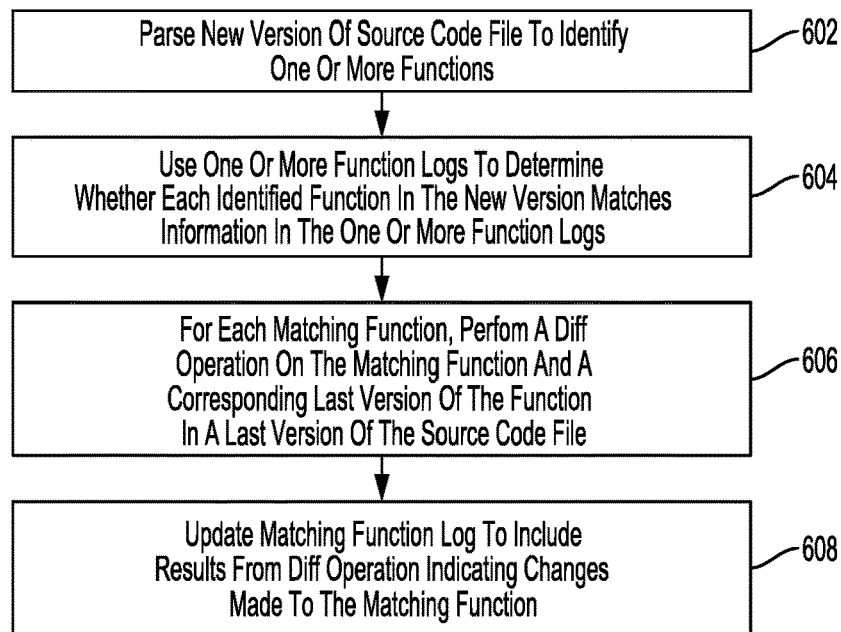 Parse New Version Of Source Code File To Identify
One Or More Functions
602
Use One Or More Function Logs To Determine
Whether Each Identified Function In The New Version Matches
Information In The One Or More Function Logs
604
For Each Matching Function, Perfom A Diff
Operation On The Matching Function And A
Corresponding Last Version Of The Function
In A Last Version Of The Source Code File
606
Update Matching Function Log To Include
Results From Diff Operation Indicating Changes
Made To The Matching Function
608